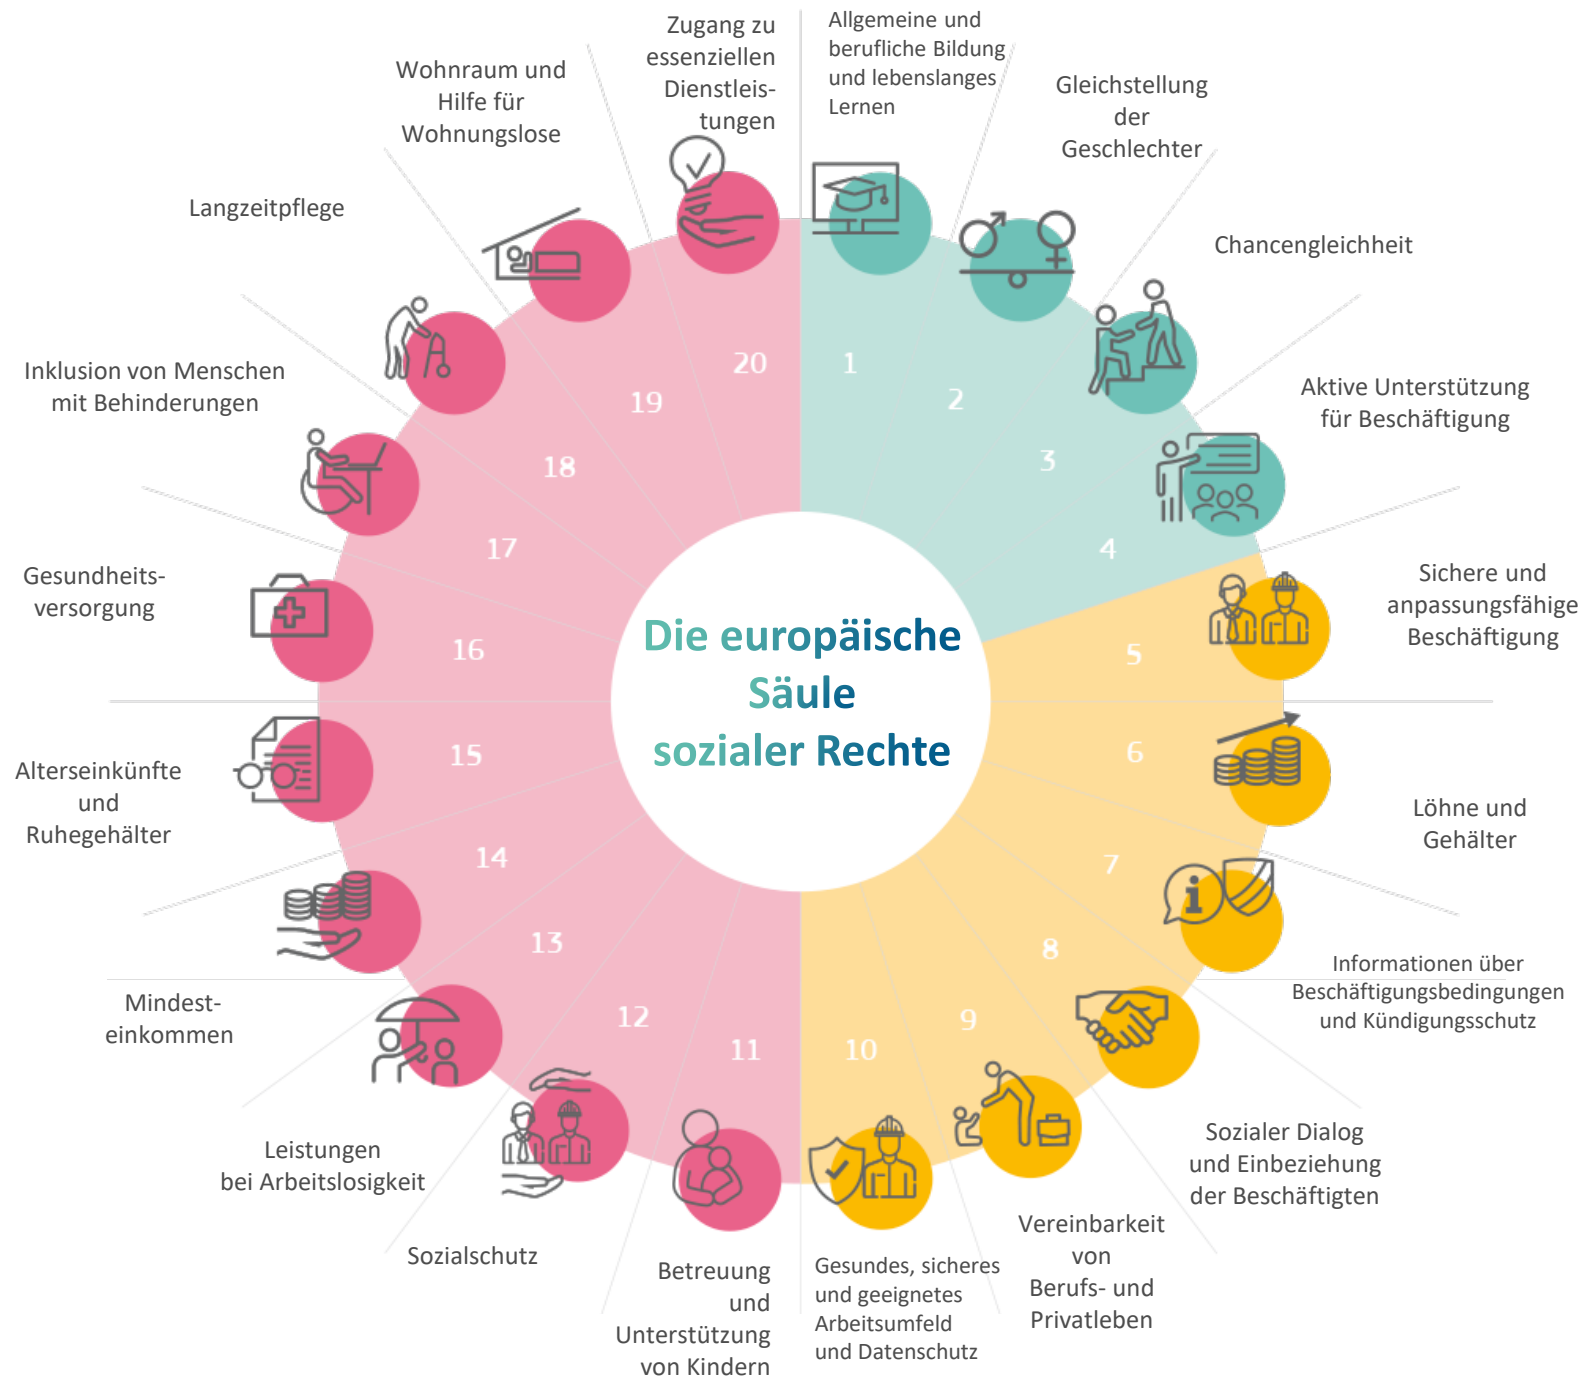 Die europäische
Säule
sozialer Rechte
1
Allgemeine und
berufliche Bildung
und lebenslanges
Lernen
2
Gleichstellung
der
Geschlechter
3
Chancengleichheit
4
Aktive Unterstützung
für Beschäftigung
5
Sichere und
anpassungsfähige
Beschäftigung
6
Löhne und
Gehälter
7
Informationen über
Beschäftigungsbedingungen
und Kündigungsschutz
8
Sozialer Dialog
und Einbeziehung
der Beschäftigten
9
Vereinbarkeit
von
Berufs- und
Privatleben
10
Gesundes, sicheres
und geeignetes
Arbeitsumfeld
und Datenschutz
11
Betreuung
und
Unterstützung
von Kindern
12
Sozialschutz
13
Leistungen
bei Arbeitslosigkeit
14
Mindest-
einkommen
15
Alterseinkünfte
und
Ruhegehälter
16
Gesundheits-
versorgung
17
Inklusion von Menschen
mit Behinderungen
18
Langzeitpflege
19
Wohnraum und
Hilfe für
Wohnungslose
20
Zugang zu
essenziellen
Dienstleis-
tungen